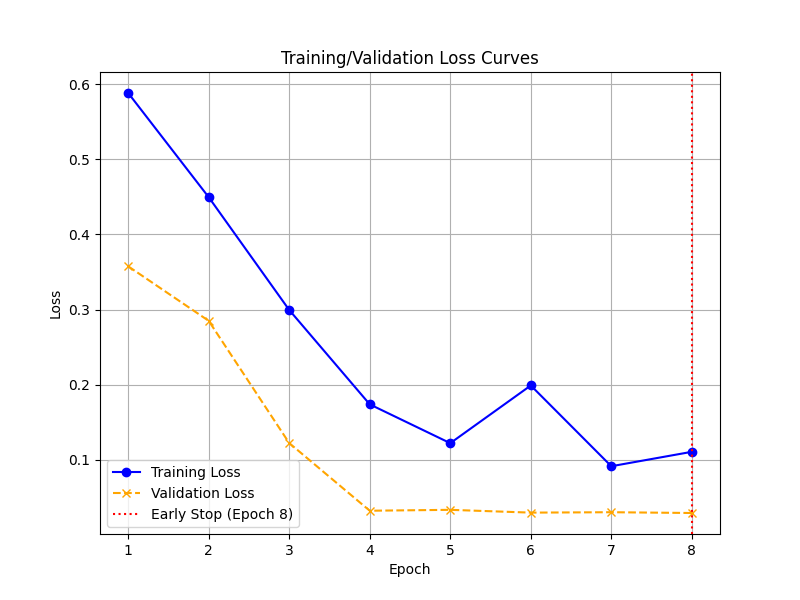 Training/Validation Loss Curves
Loss
0.6
0.5
0.4
0.3
0.2
0.1
Training Loss
Validation Loss
Early Stop (Epoch 8)
1 2 3 4 5 6 7 8
Epoch